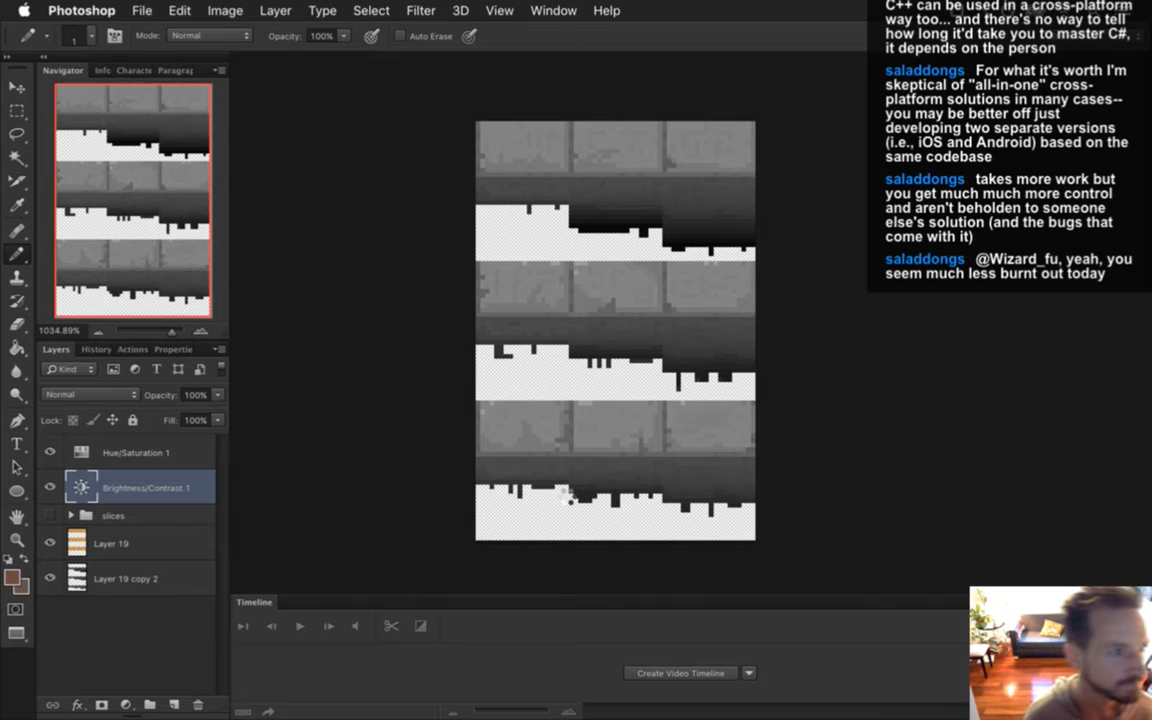 Photoshop File Edit Image Layer Type Select Filter 3D View Window Help
C++ can be used in a cross-platform
way too... and there's no way to tell
how long it'd take you to master C#,
it depends on the person
1 Mode: Normal Opacity: 100% Auto Erase
saladdongs For what it's worth I'm
skeptical of "all-in-one" cross-
platform solutions in many cases--
you may be better off just
developing two separate versions
(i.e., iOS and Android) based on the
same codebase
saladdongs takes more work but
you get much much more control
and aren't beholden to someone
else's solution (and the bugs that
come with it)
saladdongs @Wizard_fu, yeah, you
seem much less burnt out today
Navigator Info Characte Paragraj
1034.89%
Layers History Actions Propertie
Kind
Normal Opacity: 100%
Lock: Fill: 100%
Hue/Saturation 1
Brightness/Contrast 1
slices
Layer 19
Layer 19 copy 2
Timeline
Create Video Timeline